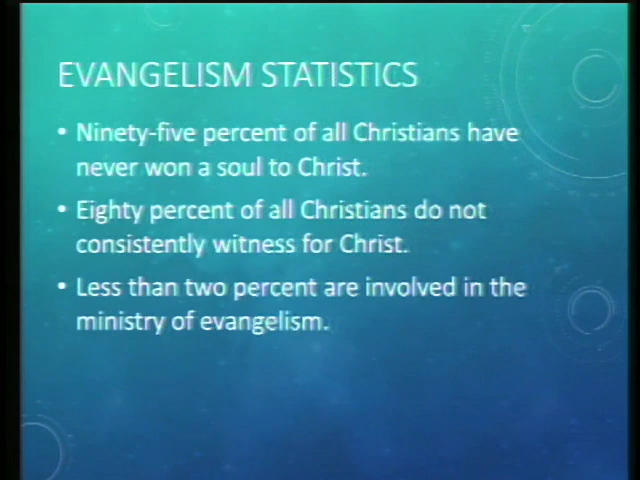 EVANGELISM STATISTICS
• Ninety-five percent of all Christians have
never won a soul to Christ.
• Eighty percent of all Christians do not
consistently witness for Christ.
• Less than two percent are involved in the
ministry of evangelism.